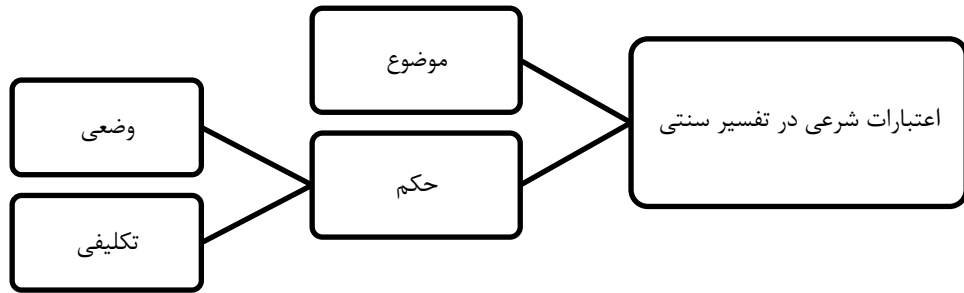 اعتبارات شرعی در تفسیر سنتی
موضوع
حکم
وضعی
تکلیفی